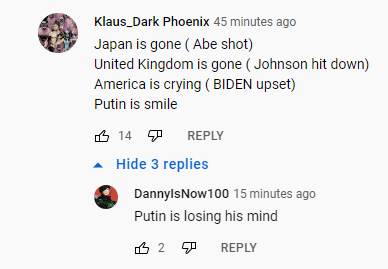 Klaus_Dark Phoenix 45 minutes ago
Japan is gone ( Abe shot)
United Kingdom is gone ( Johnson hit down)
America is crying ( BIDEN upset)
Putin is smile
14 REPLY
Hide 3 replies
DannyIsNow100 15 minutes ago
Putin is losing his mind
2 REPLY